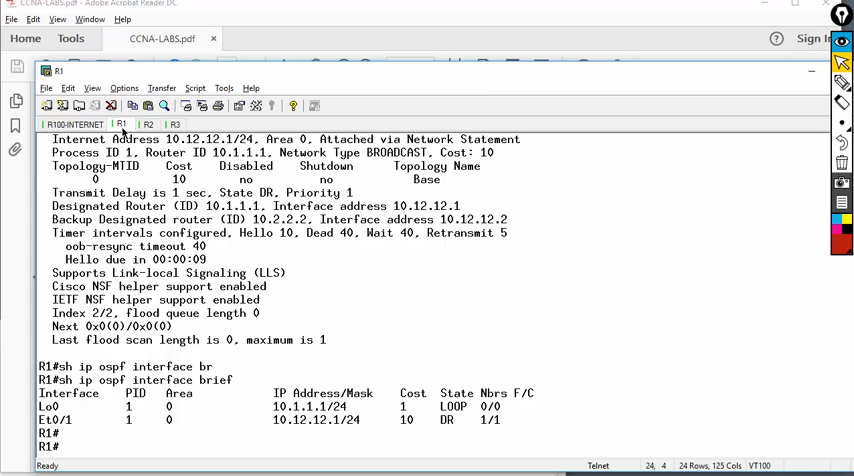 CCNA-LABS.pdf - Adobe Acrobat Reader DC
File Edit View Window Help
Home Tools CCNA-LABS.pdf × Sign In
R1
File Edit View Options Transfer Script Tools Help
R100-INTERNET R1 R2 R3
Internet Address 10.12.12.1/24, Area 0, Attached via Network Statement
Process ID 1, Router ID 10.1.1.1, Network Type BROADCAST, Cost: 10
Topology-MTID Cost Disabled Shutdown Topology Name
0 10 no no Base
Transmit Delay is 1 sec, State DR, Priority 1
Designated Router (ID) 10.1.1.1, Interface address 10.12.12.1
Backup Designated router (ID) 10.2.2.2, Interface address 10.12.12.2
Timer intervals configured, Hello 10, Dead 40, Wait 40, Retransmit 5
oob-resync timeout 40
Hello due in 00:00:09
Supports Link-local Signaling (LLS)
Cisco NSF helper support enabled
IETF NSF helper support enabled
Index 2/2, flood queue length 0
Next 0x0(0)/0x0(0)
Last flood scan length is 0, maximum is 1
R1#sh ip ospf interface br
R1#sh ip ospf interface brief
Interface PID Area IP Address/Mask Cost State Nbrs F/C
Lo0 1 0 10.1.1.1/24 1 LOOP 0/0
Et0/1 1 0 10.12.12.1/24 10 DR 1/1
R1#
R1#
Ready Telnet 24, 4 24 Rows, 125 Cols VT100